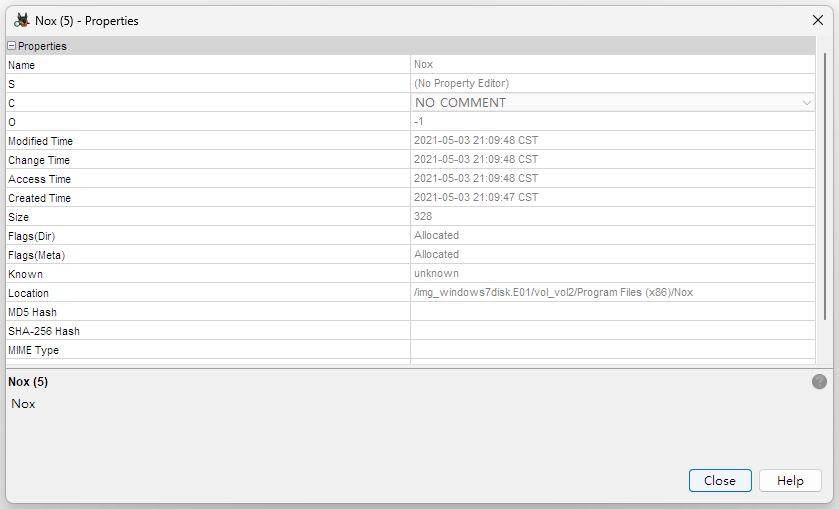 Nox (5) - Properties
Properties
Name Nox
S (No Property Editor)
C NO COMMENT
O -1
Modified Time 2021-05-03 21:09:48 CST
Change Time 2021-05-03 21:09:48 CST
Access Time 2021-05-03 21:09:48 CST
Created Time 2021-05-03 21:09:47 CST
Size 328
Flags(Dir) Allocated
Flags(Meta) Allocated
Known unknown
Location /img_windows7disk.E01/vol_vol2/Program Files (x86)/Nox
MD5 Hash
SHA-256 Hash
MIME Type
Nox (5)
?
Nox
Close Help